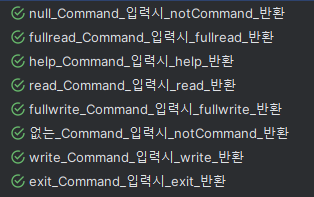 null_Command_입력시_notCommand_반환
fullread_Command_입력시_fullread_반환
help_Command_입력시_help_반환
read_Command_입력시_read_반환
fullwrite_Command_입력시_fullwrite_반환
없는_Command_입력시_notCommand_반환
write_Command_입력시_write_반환
exit_Command_입력시_exit_반환